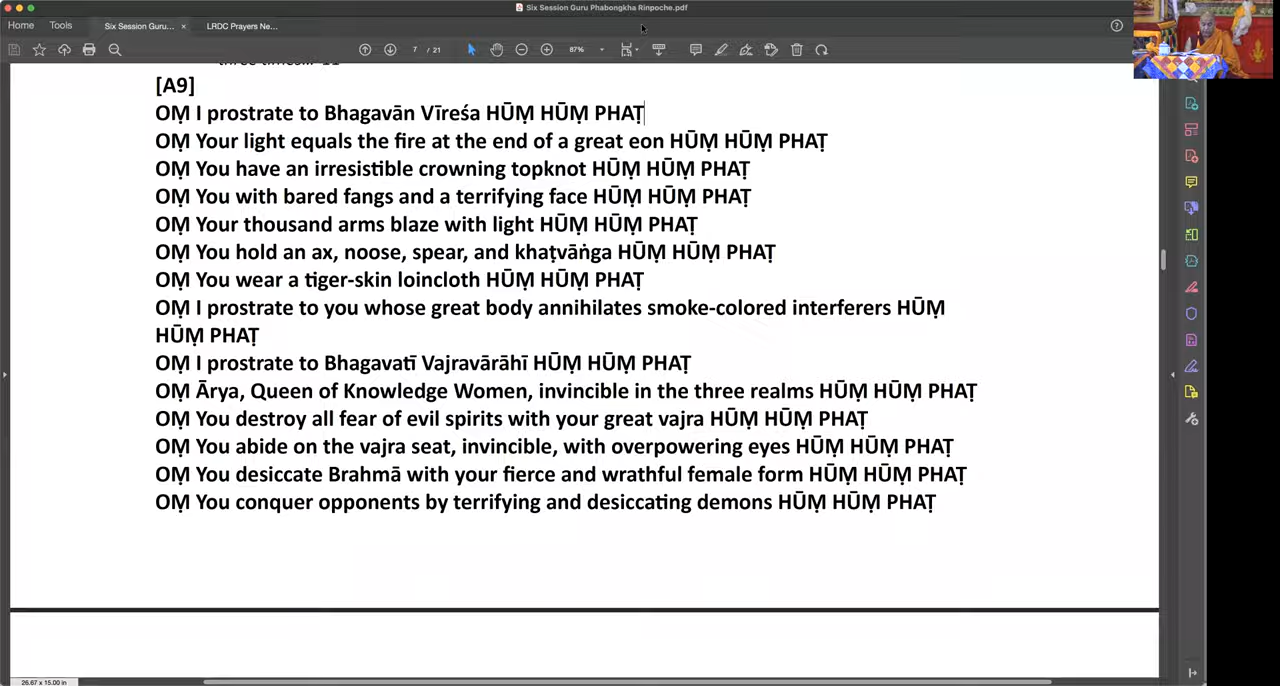 Six Session Guru Phabongkha Rinpoche.pdf
Home Tools Six Session Guru... × LRDC Prayers Ne...
7 / 21 87%
three times...
[A9]
OṂ I prostrate to Bhagavān Vīreśa HŪṂ HŪṂ PHAṬ
OṂ Your light equals the fire at the end of a great eon HŪṂ HŪṂ PHAṬ
OṂ You have an irresistible crowning topknot HŪṂ HŪṂ PHAṬ
OṂ You with bared fangs and a terrifying face HŪṂ HŪṂ PHAṬ
OṂ Your thousand arms blaze with light HŪṂ HŪṂ PHAṬ
OṂ You hold an ax, noose, spear, and khaṭvāṅga HŪṂ HŪṂ PHAṬ
OṂ You wear a tiger-skin loincloth HŪṂ HŪṂ PHAṬ
OṂ I prostrate to you whose great body annihilates smoke-colored interferers HŪṂ
HŪṂ PHAṬ
OṂ I prostrate to Bhagavatī Vajravārāhī HŪṂ HŪṂ PHAṬ
OṂ Ārya, Queen of Knowledge Women, invincible in the three realms HŪṂ HŪṂ PHAṬ
OṂ You destroy all fear of evil spirits with your great vajra HŪṂ HŪṂ PHAṬ
OṂ You abide on the vajra seat, invincible, with overpowering eyes HŪṂ HŪṂ PHAṬ
OṂ You desiccate Brahmā with your fierce and wrathful female form HŪṂ HŪṂ PHAṬ
OṂ You conquer opponents by terrifying and desiccating demons HŪṂ HŪṂ PHAṬ
26.67 x 15.00 in